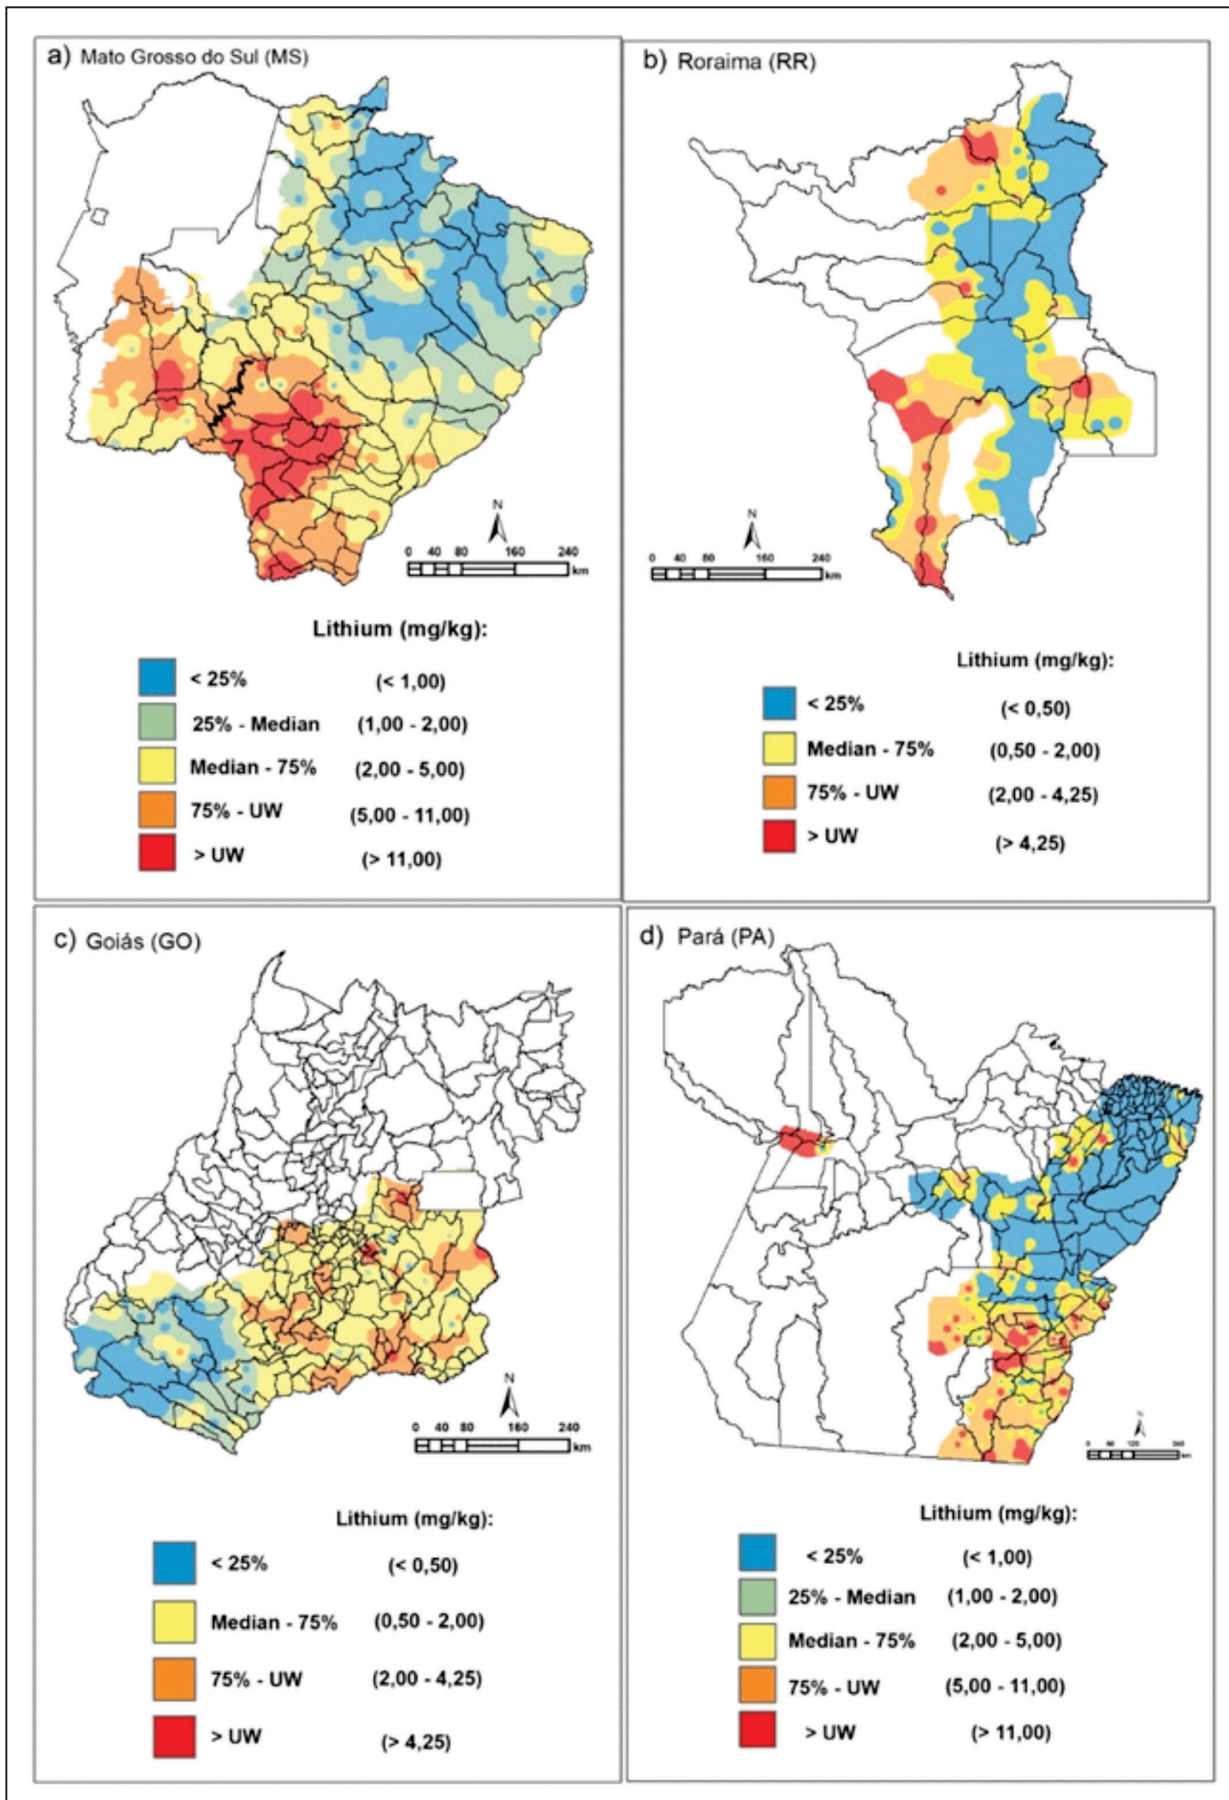 a) Mato Grosso do Sul (MS)
N
0 40 80 160 240
km
Lithium (mg/kg):
< 25% (< 1,00)
25% - Median (1,00 - 2,00)
Median - 75% (2,00 - 5,00)
75% - UW (5,00 - 11,00)
> UW (> 11,00)
b) Roraima (RR)
N
0 40 80 160 240
km
Lithium (mg/kg):
< 25% (< 0,50)
Median - 75% (0,50 - 2,00)
75% - UW (2,00 - 4,25)
> UW (> 4,25)
c) Goiás (GO)
N
0 40 80 160 240
km
Lithium (mg/kg):
< 25% (< 0,50)
Median - 75% (0,50 - 2,00)
75% - UW (2,00 - 4,25)
> UW (> 4,25)
d) Pará (PA)
N
km
Lithium (mg/kg):
< 25% (< 1,00)
25% - Median (1,00 - 2,00)
Median - 75% (2,00 - 5,00)
75% - UW (5,00 - 11,00)
> UW (> 11,00)